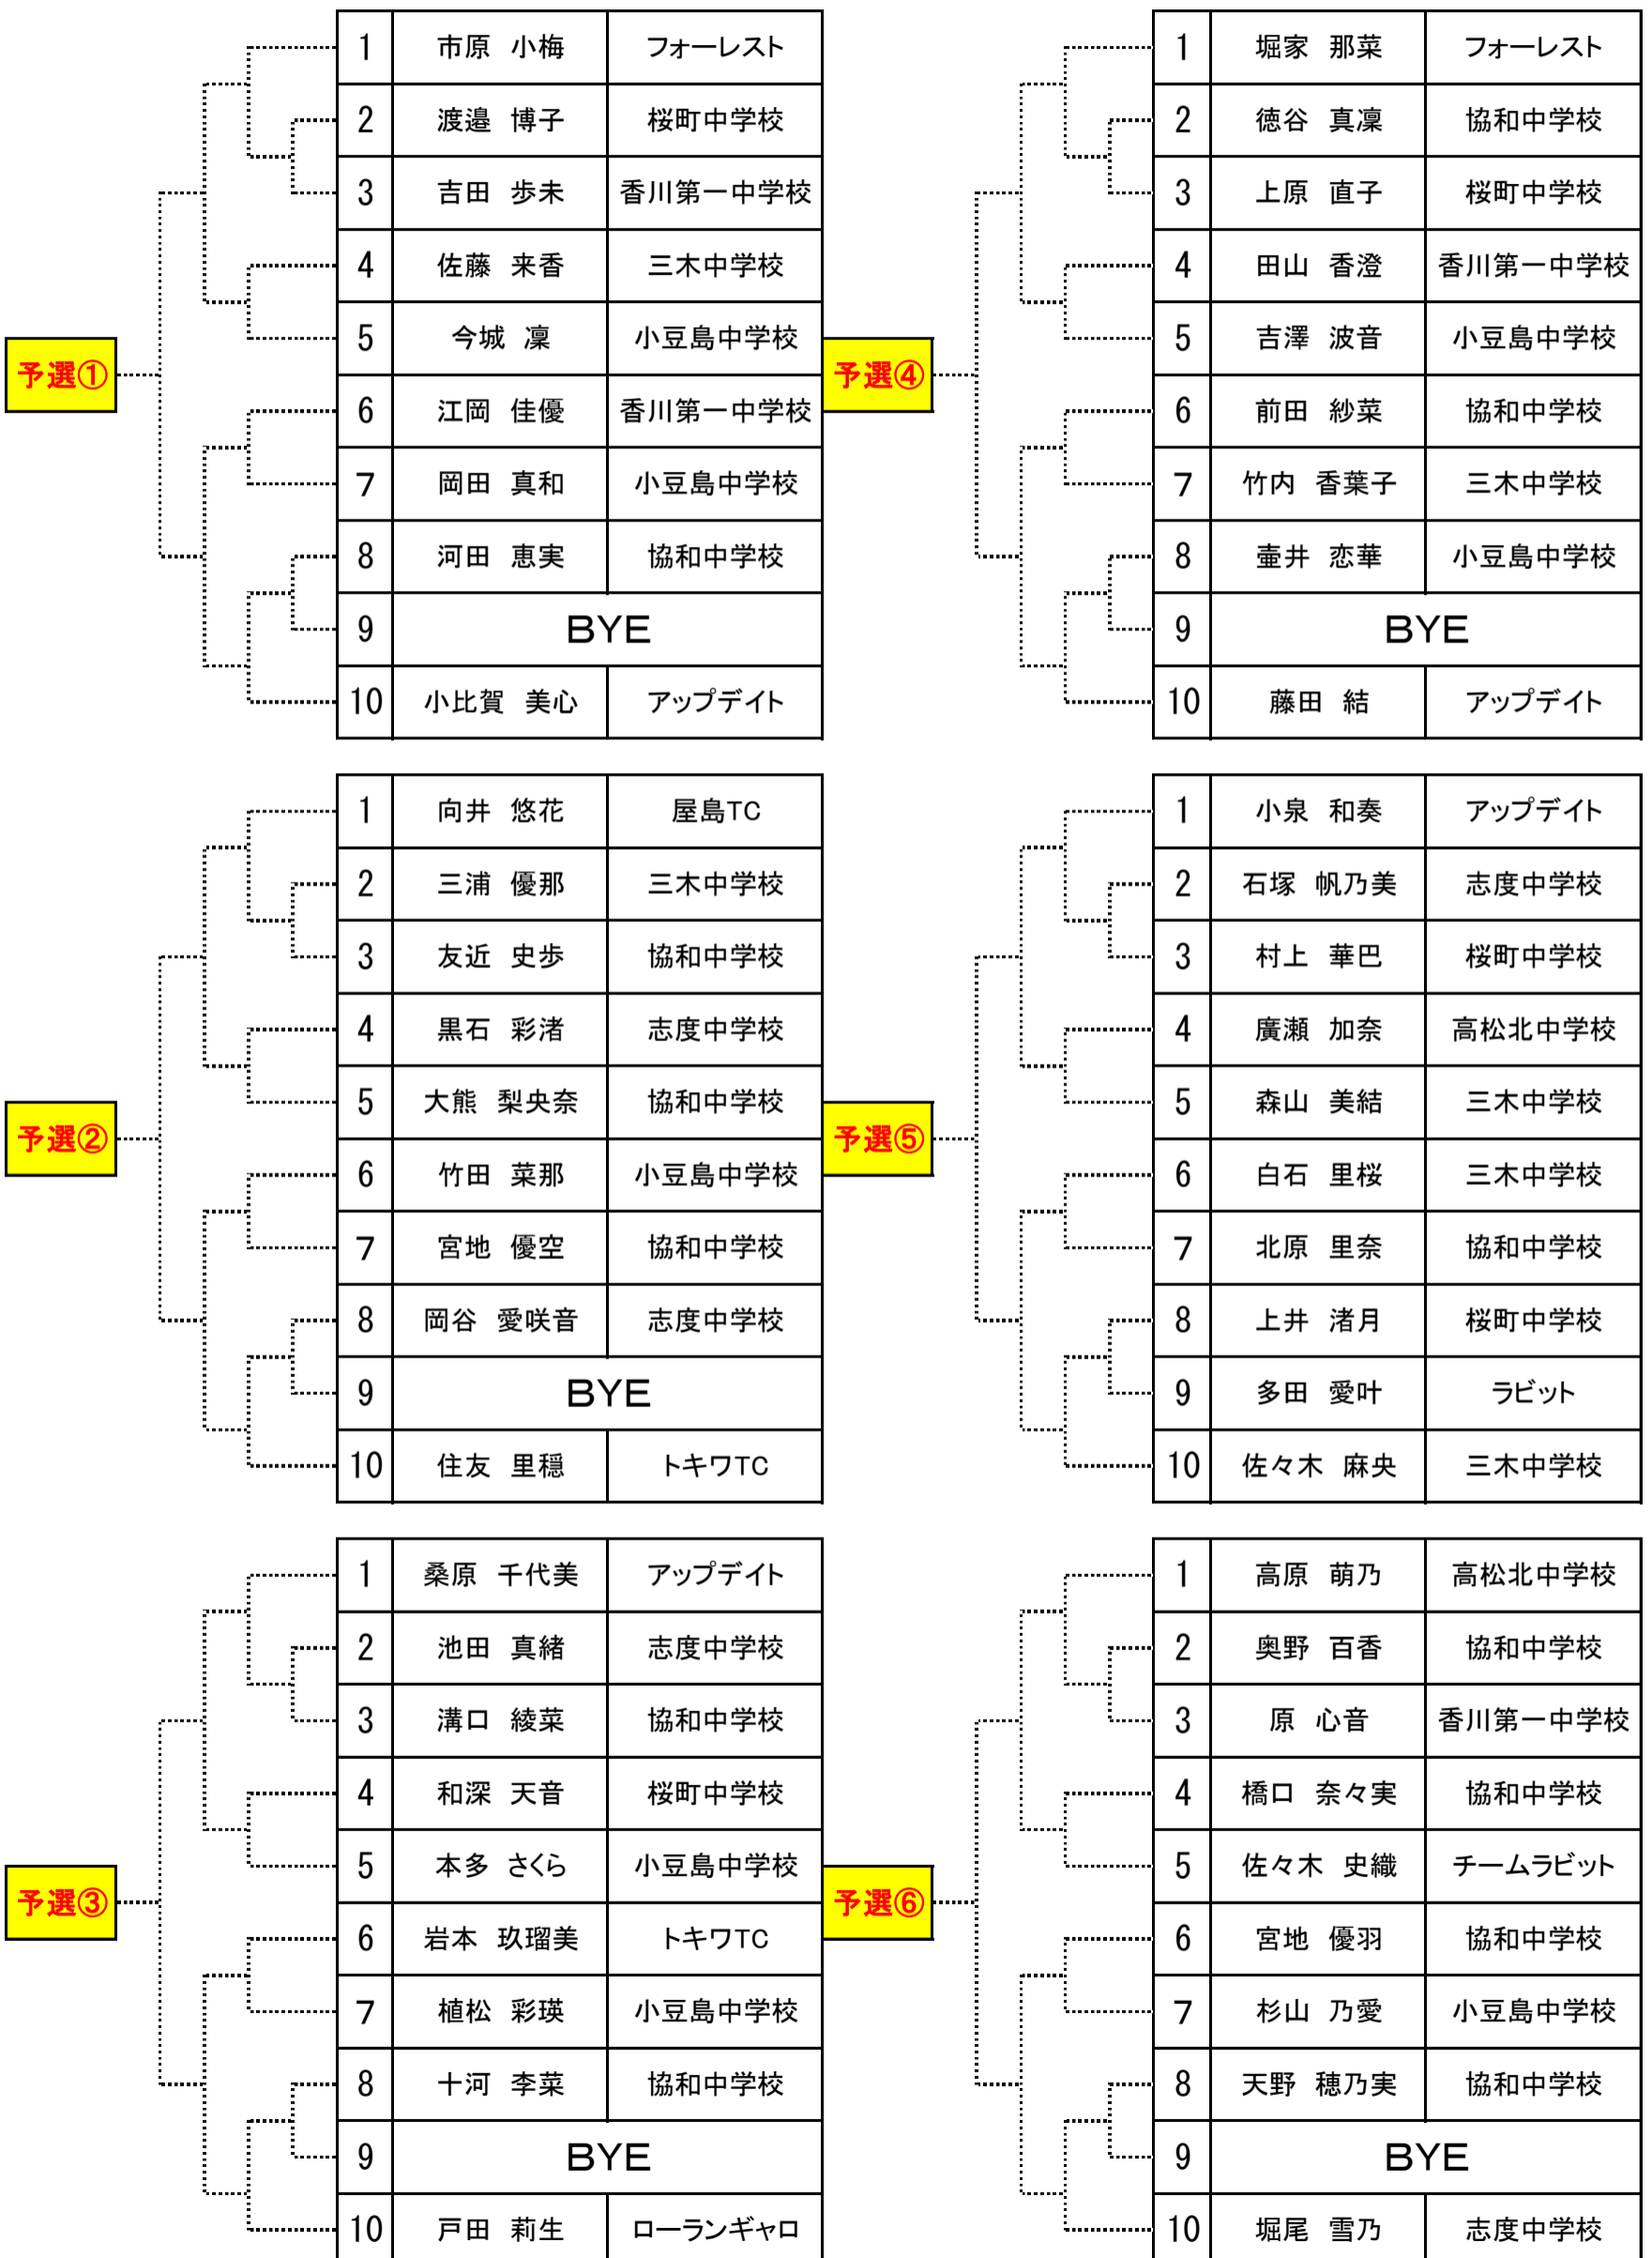 予選①
1 市原 小梅 フォーレスト
2 渡邉 博子 桜町中学校
3 吉田 歩未 香川第一中学校
4 佐藤 来香 三木中学校
5 今城 凜 小豆島中学校
6 江岡 佳優 香川第一中学校
7 岡田 真和 小豆島中学校
8 河田 恵実 協和中学校
9 BYE
10 小比賀 美心 アップデイト
予選②
1 向井 悠花 屋島TC
2 三浦 優那 三木中学校
3 友近 史歩 協和中学校
4 黒石 彩渚 志度中学校
5 大熊 梨央奈 協和中学校
6 竹田 菜那 小豆島中学校
7 宮地 優空 協和中学校
8 岡谷 愛咲音 志度中学校
9 BYE
10 住友 里穏 トキワTC
予選③
1 桑原 千代美 アップデイト
2 池田 真緒 志度中学校
3 溝口 綾菜 協和中学校
4 和深 天音 桜町中学校
5 本多 さくら 小豆島中学校
6 岩本 玖瑠美 トキワTC
7 植松 彩瑛 小豆島中学校
8 十河 李菜 協和中学校
9 BYE
10 戸田 莉生 ローランギャロ
予選④
1 堀家 那菜 フォーレスト
2 徳谷 真凜 協和中学校
3 上原 直子 桜町中学校
4 田山 香澄 香川第一中学校
5 吉澤 波音 小豆島中学校
6 前田 紗菜 協和中学校
7 竹内 香葉子 三木中学校
8 壷井 恋華 小豆島中学校
9 BYE
10 藤田 結 アップデイト
予選⑤
1 小泉 和奏 アップデイト
2 石塚 帆乃美 志度中学校
3 村上 華巴 桜町中学校
4 廣瀬 加奈 高松北中学校
5 森山 美結 三木中学校
6 白石 里桜 三木中学校
7 北原 里奈 協和中学校
8 上井 渚月 桜町中学校
9 多田 愛叶 ラビット
10 佐々木 麻央 三木中学校
予選⑥
1 高原 萌乃 高松北中学校
2 奥野 百香 協和中学校
3 原 心音 香川第一中学校
4 橋口 奈々実 協和中学校
5 佐々木 史織 チームラビット
6 宮地 優羽 協和中学校
7 杉山 乃愛 小豆島中学校
8 天野 穂乃実 協和中学校
9 BYE
10 堀尾 雪乃 志度中学校